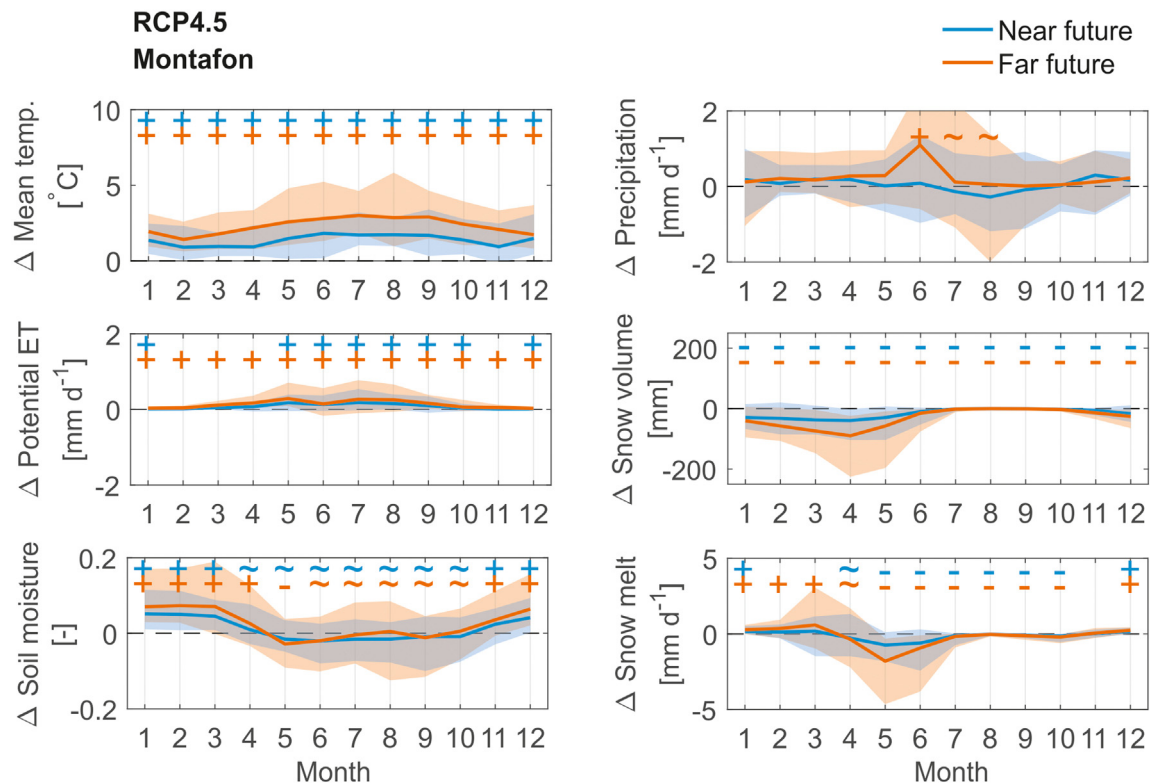 RCP4.5
Montafon
Near future
Far future
Δ Mean temp.
[°C]
10
5
0
+ + + + + + + + + + + +
+ + + + + + + + + + + +
1 2 3 4 5 6 7 8 9 10 11 12
Δ Precipitation
[mm d⁻¹]
2
0
-2
+ ~ ~
1 2 3 4 5 6 7 8 9 10 11 12
Δ Potential ET
[mm d⁻¹]
2
0
-2
+ + + + + + + +
+ + + + + + + + + + + +
1 2 3 4 5 6 7 8 9 10 11 12
Δ Snow volume
[mm]
200
0
-200
- - - - - - - - - - - -
- - - - - - - - - - - -
1 2 3 4 5 6 7 8 9 10 11 12
Δ Soil moisture
[-]
0.2
0
-0.2
+ + + ~ ~ ~ ~ ~ ~ ~ + +
+ + + + - ~ ~ ~ ~ ~ + +
1 2 3 4 5 6 7 8 9 10 11 12
Month
Δ Snow melt
[mm d⁻¹]
5
0
-5
+ ~ - - - - - - +
+ + + ~ - - - - - - +
1 2 3 4 5 6 7 8 9 10 11 12
Month